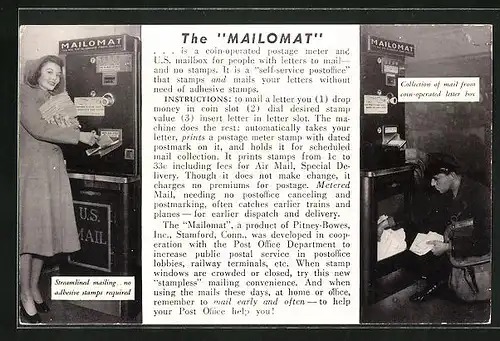 The "MAILOMAT"
. . . is a coin-operated postage meter and
U.S. mailbox for people with letters to mail—
and no stamps. It is a "self-service postoffice"
that stamps and mails your letters without
need of adhesive stamps.
INSTRUCTIONS: to mail a letter you (1) drop
money in coin slot (2) dial desired stamp
value (3) insert letter in letter slot. The ma-
chine does the rest: automatically takes your
letter, prints a postage meter stamp with dated
postmark on it, and holds it for scheduled
mail collection. It prints stamps from 1c to
33c including fees for Air Mail, Special De-
livery. Though it does not make change, it
charges no premiums for postage. Metered
Mail, needing no postoffice canceling and
postmarking, often catches earlier trains and
planes — for earlier dispatch and delivery.
The "Mailomat", a product of Pitney-Bowes,
Inc., Stamford, Conn., was developed in coop-
eration with the Post Office Department to
increase public postal service in postoffice
lobbies, railway terminals, etc. When stamp
windows are crowded or closed, try this new
"stampless" mailing convenience. And when
using the mails these days, at home or office,
remember to mail early and often — to help
your Post Office help you!
MAILOMAT
U.S.
MAIL
Streamlined mailing . . no
adhesive stamps required
MAILOMAT
Collection of mail from
coin-operated letter box